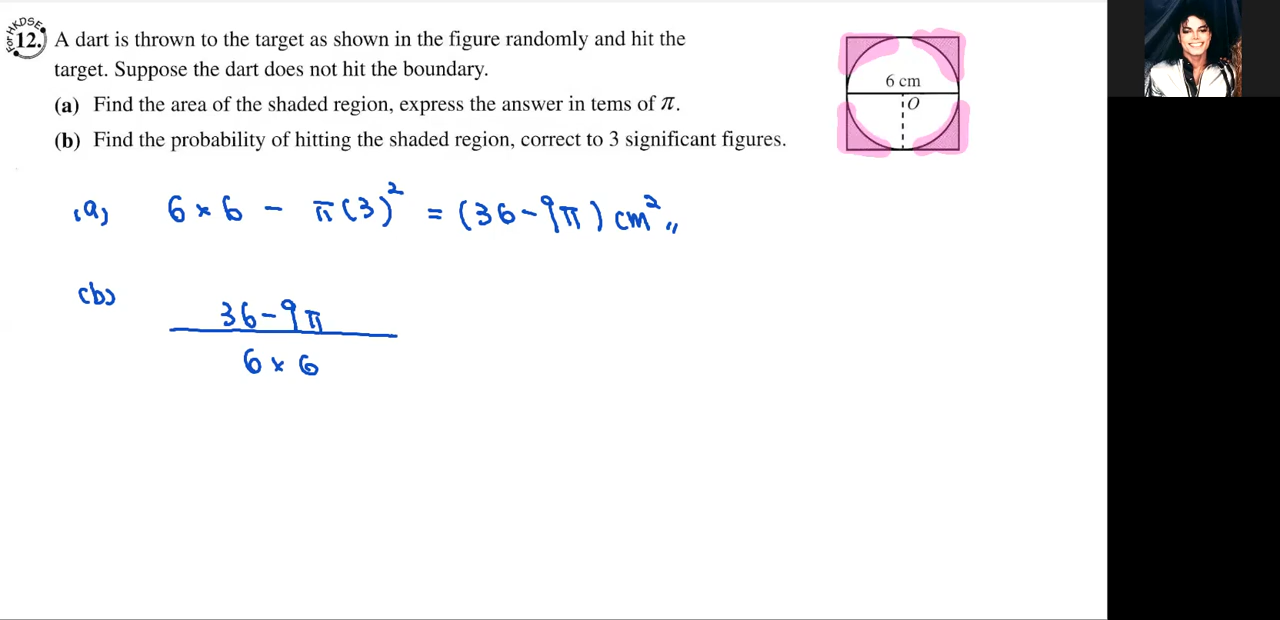 For HKDSE
12. A dart is thrown to the target as shown in the figure randomly and hit the
target. Suppose the dart does not hit the boundary.
(a) Find the area of the shaded region, express the answer in tems of π.
(b) Find the probability of hitting the shaded region, correct to 3 significant figures.
6 cm
O
(a) 6 × 6 - π(3)² = (36-9π) cm² //
(b)
36-9π
6 × 6